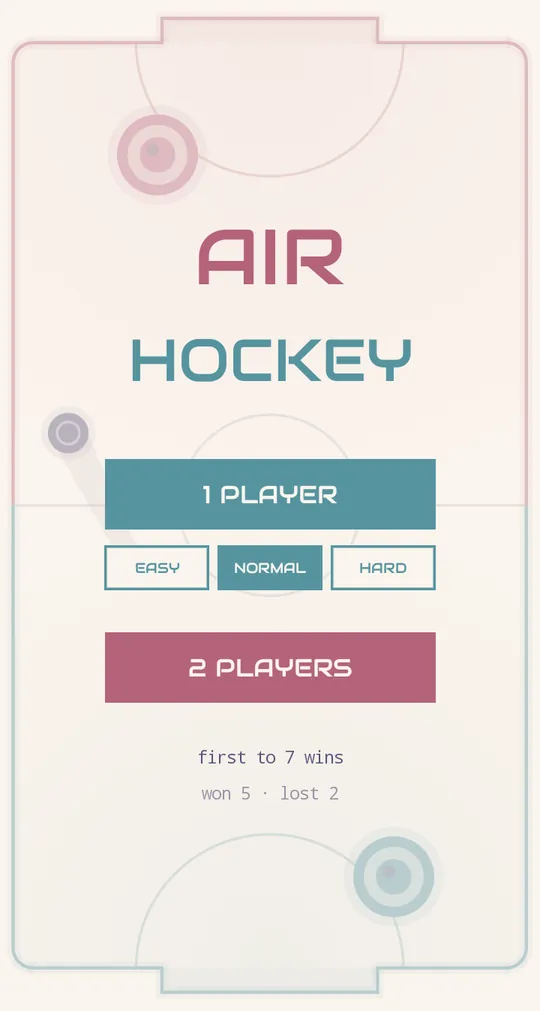 AIR
HOCKEY
1 PLAYER
EASY NORMAL HARD
2 PLAYERS
first to 7 wins
won 5 · lost 2